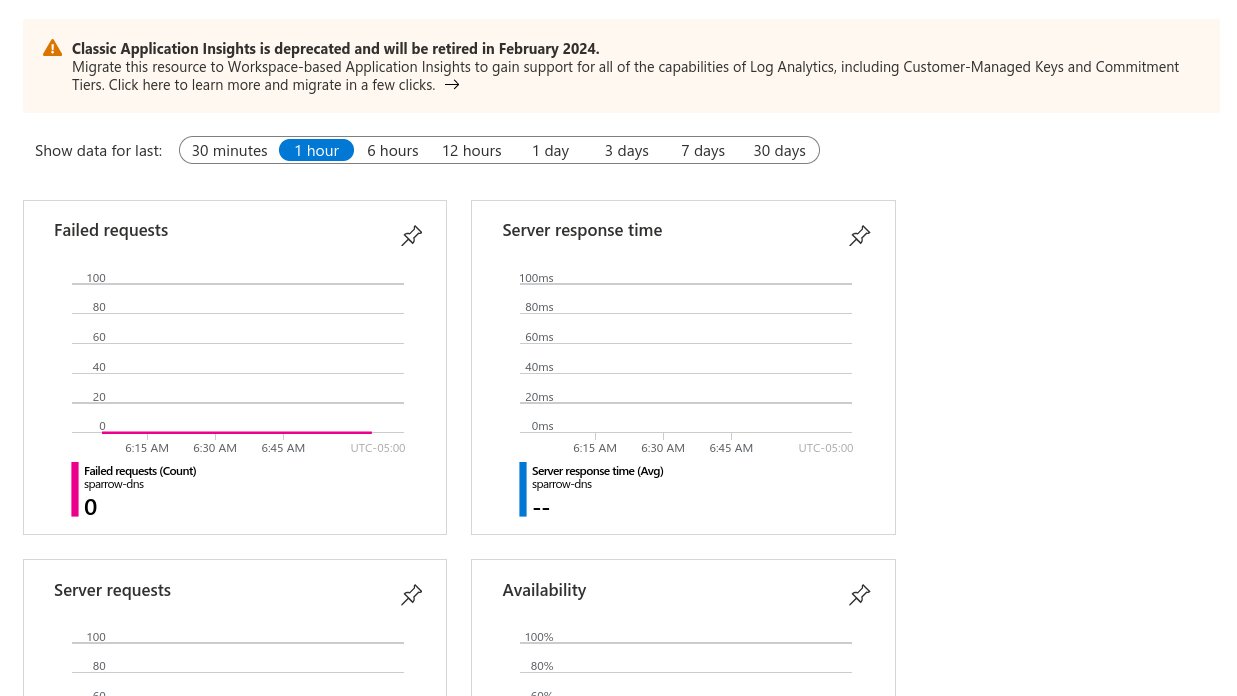 Classic Application Insights is deprecated and will be retired in February 2024.
Migrate this resource to Workspace-based Application Insights to gain support for all of the capabilities of Log Analytics, including Customer-Managed Keys and Commitment
Tiers. Click here to learn more and migrate in a few clicks. →
Show data for last: 30 minutes 1 hour 6 hours 12 hours 1 day 3 days 7 days 30 days
Failed requests
100
80
60
40
20
0
6:15 AM 6:30 AM 6:45 AM UTC-05:00
Failed requests (Count)
sparrow-dns
0
Server response time
100ms
80ms
60ms
40ms
20ms
0ms
6:15 AM 6:30 AM 6:45 AM UTC-05:00
Server response time (Avg)
sparrow-dns
--
Server requests
100
80
60
Availability
100%
80%
60%